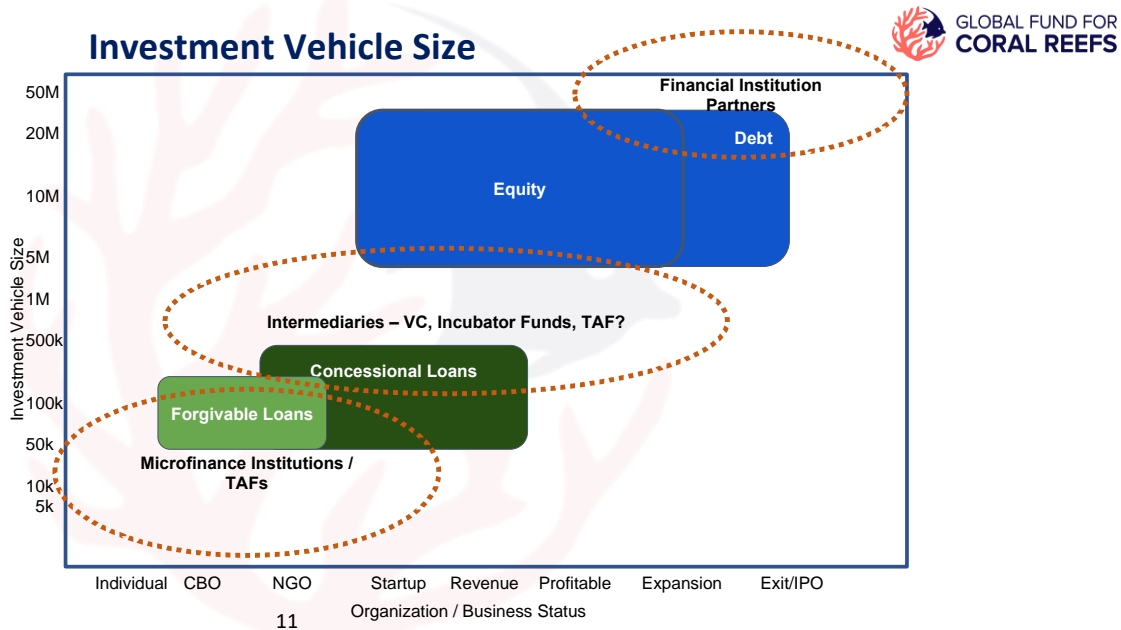 Investment Vehicle Size
GLOBAL FUND FOR
CORAL REEFS
50M
20M
10M
5M
1M
500k
100k
50k
10k
5k
Investment Vehicle Size
Financial Institution
Partners
Debt
Equity
Intermediaries – VC, Incubator Funds, TAF?
Concessional Loans
Forgivable Loans
Microfinance Institutions /
TAFs
Individual CBO NGO Startup Revenue Profitable Expansion Exit/IPO
Organization / Business Status
11